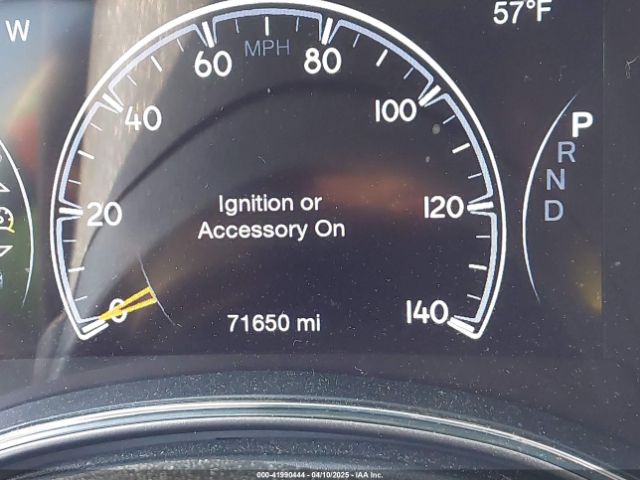 W
57°F
MPH
0
20
40
60
80
100
120
140
Ignition or
Accessory On
71650 mi
P
R
N
D
000-41990444 - 04/10/2025 - IAA Inc.